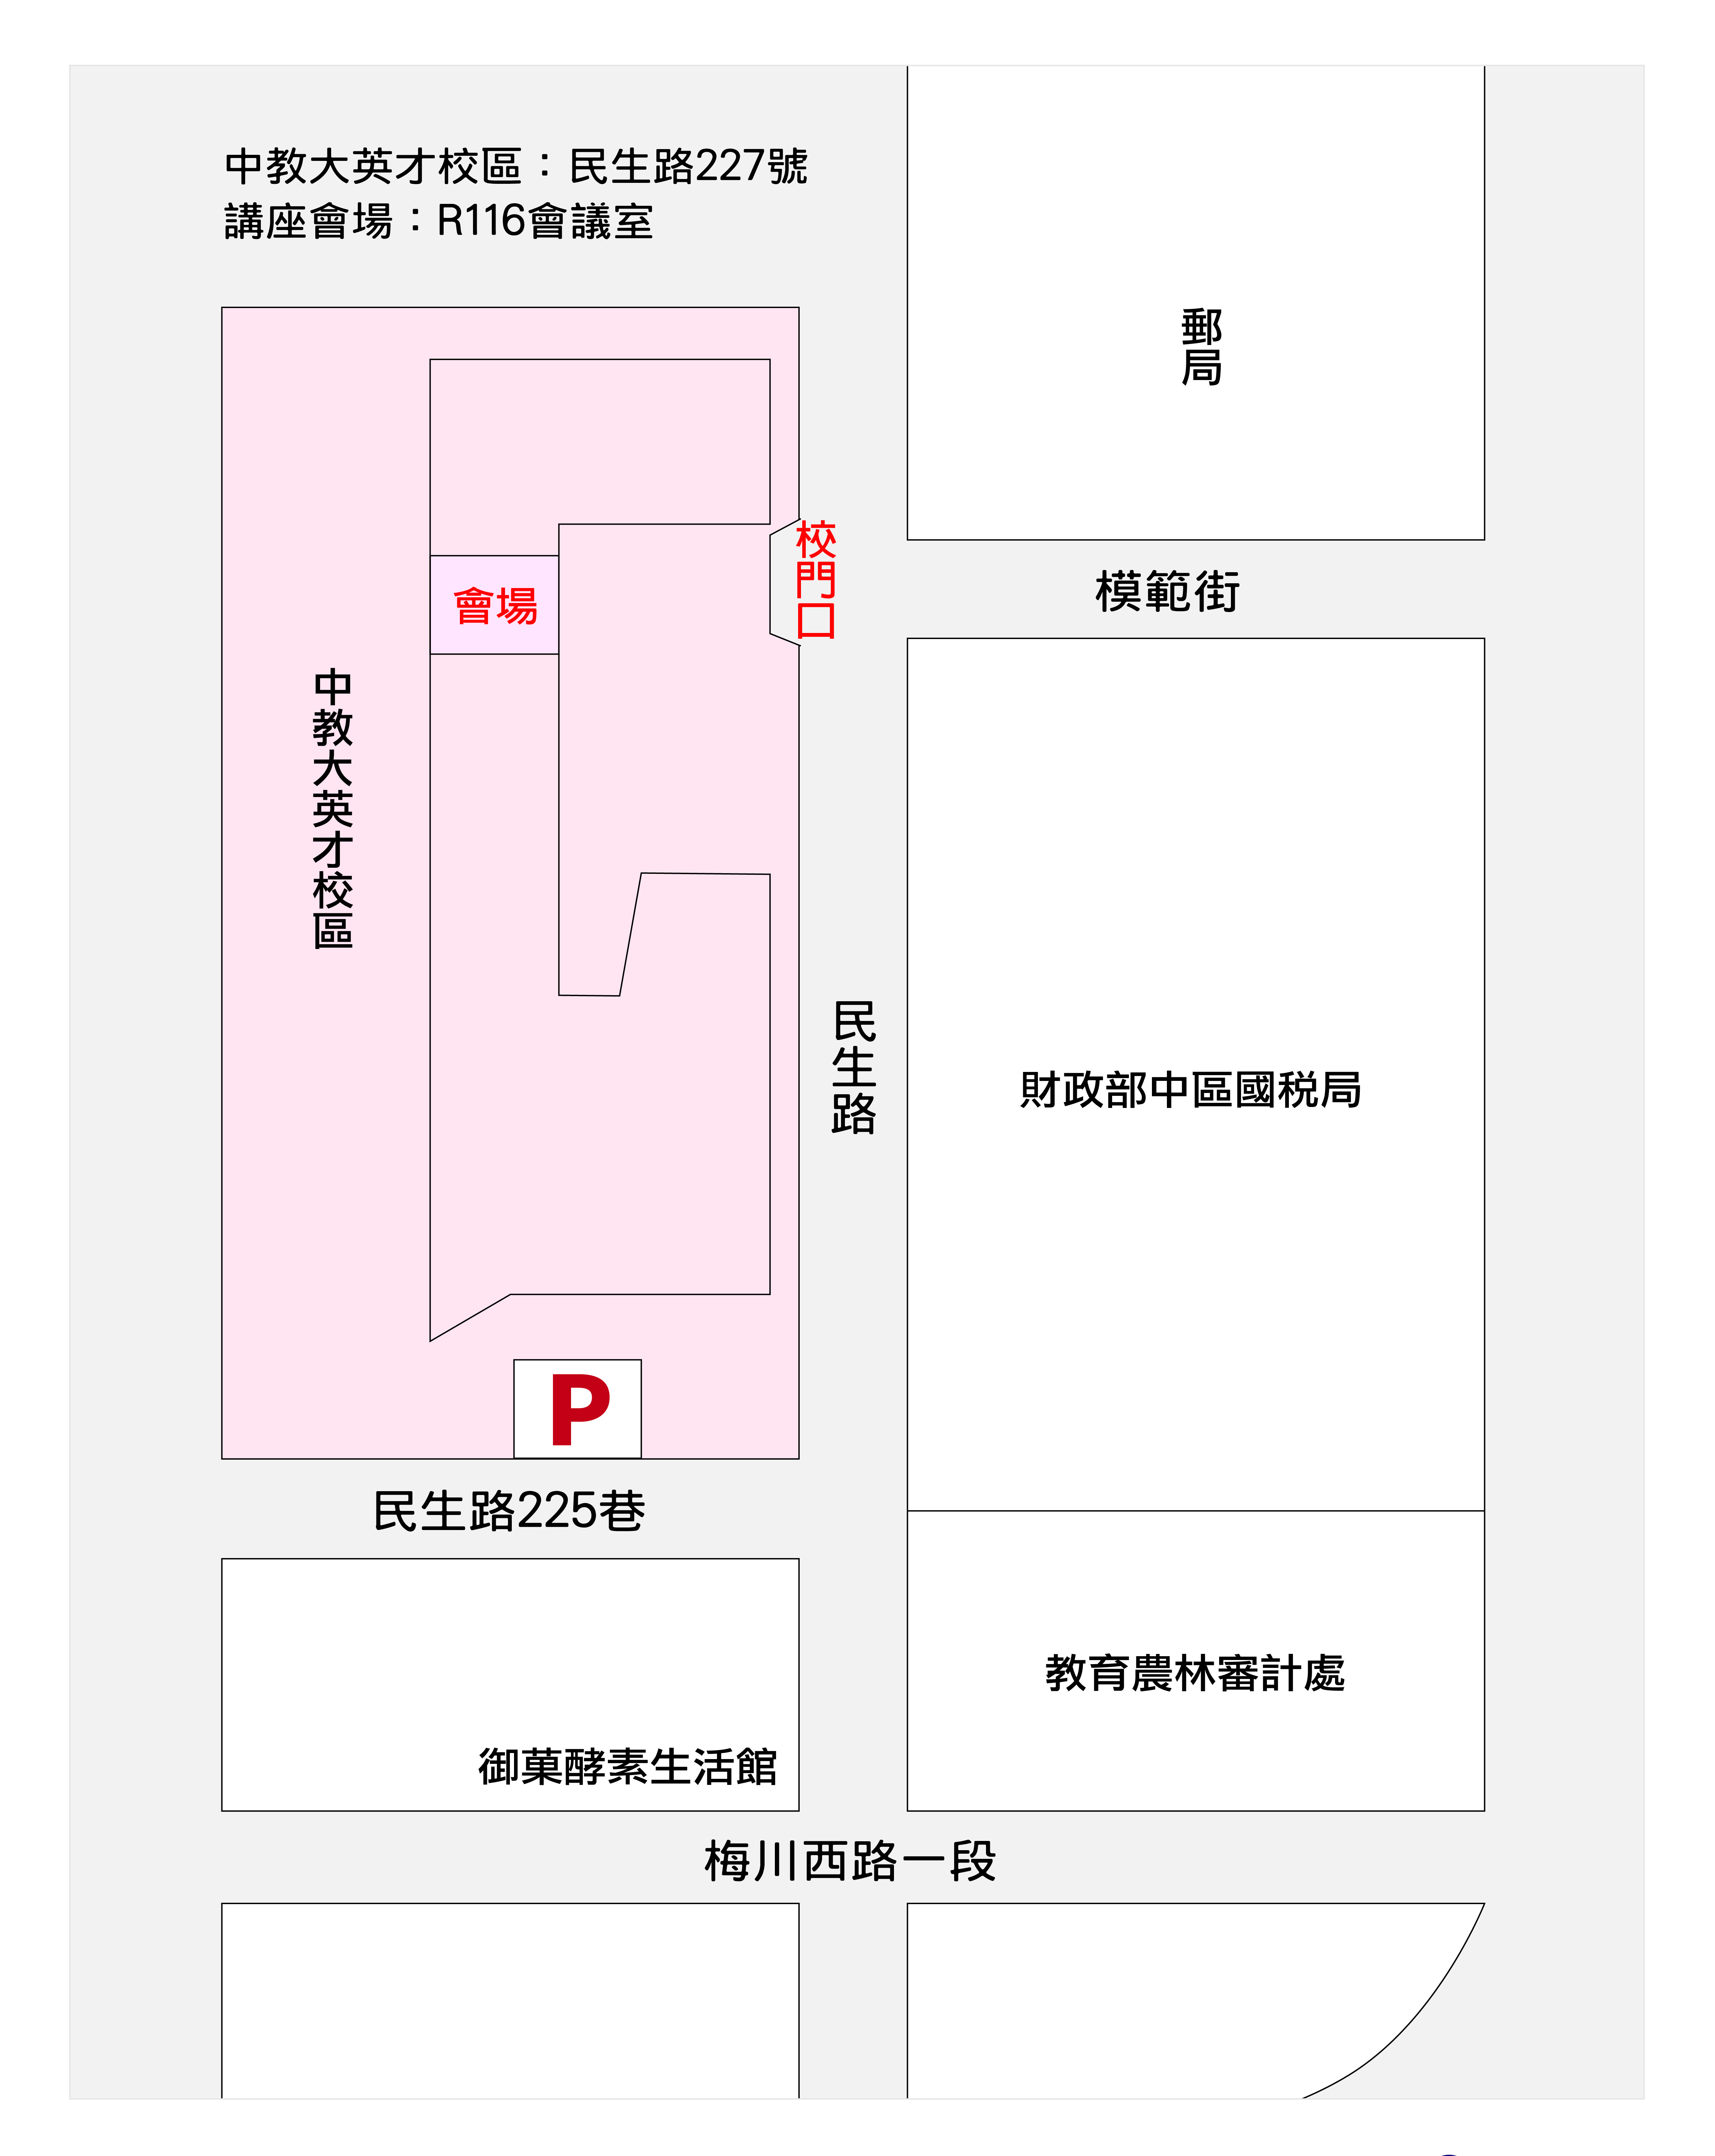 中教大英才校區：民生路227號
講座會場：R116會議室
郵局
校門口
模範街
會場
中教大英才校區
民生路
財政部中區國税局
P
民生路225巷
教育農林審計處
御菓酵素生活館
梅川西路一段